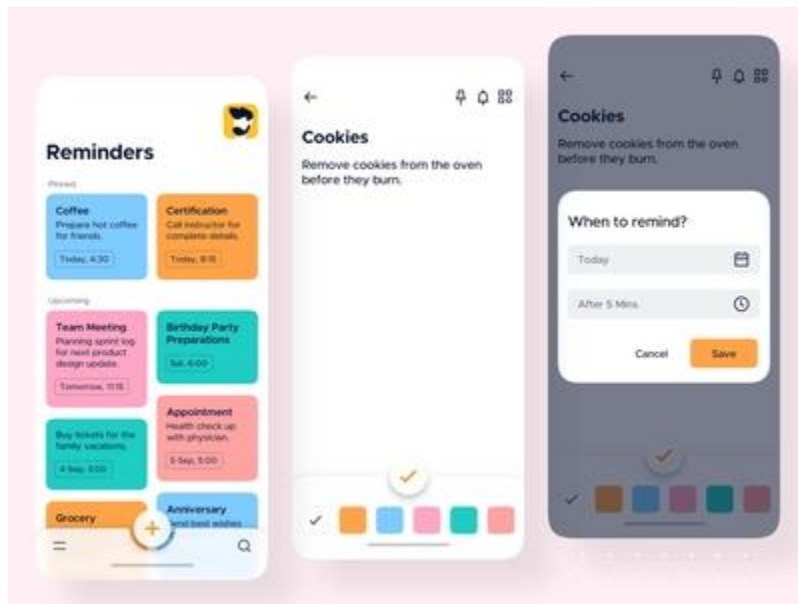 Reminders
Pinned
Coffee
Prepare hot coffee
for friends.
Today, 4:30
Certification
Call instructor for
complete details.
Today, 8:15
Upcoming
Team Meeting
Planning sprint log
for next product
design update.
Tomorrow, 11:15
Birthday Party
Preparations
Sat, 6:00
Buy tickets for the
family vacations.
4 Sep, 3:00
Appointment
Health check up
with physician.
5 Sep, 5:00
Grocery
Anniversary
Send best wishes
Cookies
Remove cookies from the oven
before they burn.
Cookies
Remove cookies from the oven
before they burn.
When to remind?
Today
After 5 Mins.
Cancel
Save